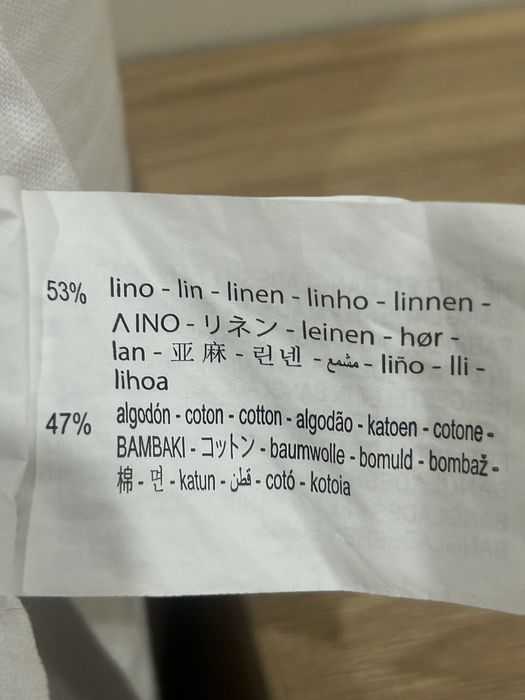 53% lino - lin - linen - linho - linnen -
ΛINO - リネン - leinen - hør -
lan - 亚麻 - 린넨 - مشمع - liño - lli -
lihoa
47% algodón - coton - cotton - algodão - katoen - cotone -
BAMBAKI - コットン - baumwolle - bomuld - bombaž -
棉 - 면 - katun - قطن - cotó - kotoia